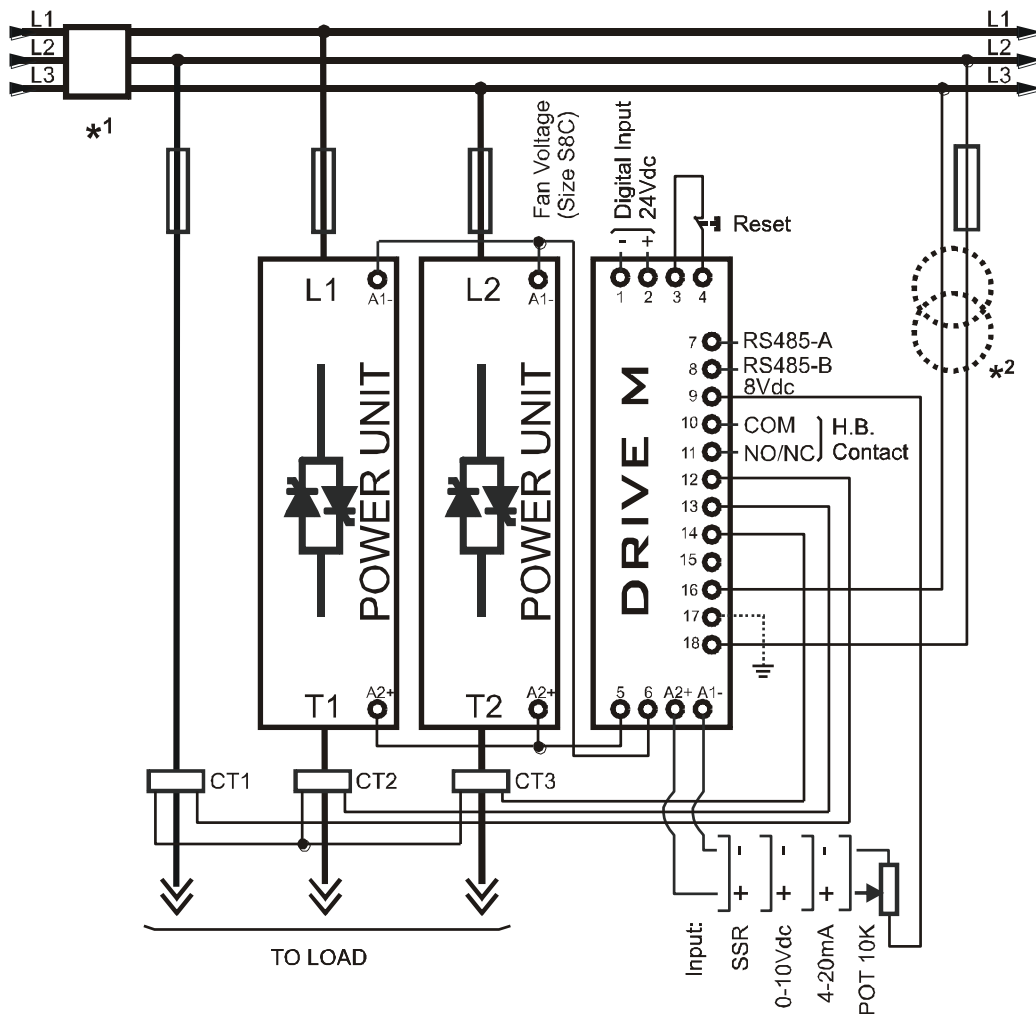 L1
L2
L3
L1
L2
L3
*1
Fan Voltage
(Size S8C)
Digital Input
24Vdc
- +
Reset
L1
A1-
L2
A1-
1 2 3 4
*2
POWER UNIT
POWER UNIT
DRIVE M
7 RS485-A
8 RS485-B
9 8Vdc
10 COM
11 NO/NC
H.B.
Contact
12
13
14
15
16
17
18
T1
A2+
T2
A2+
5 6 A2+ A1-
CT1
CT2
CT3
- - -
+ + +
Input:
SSR
0-10Vdc
4-20mA
POT 10K
TO LOAD